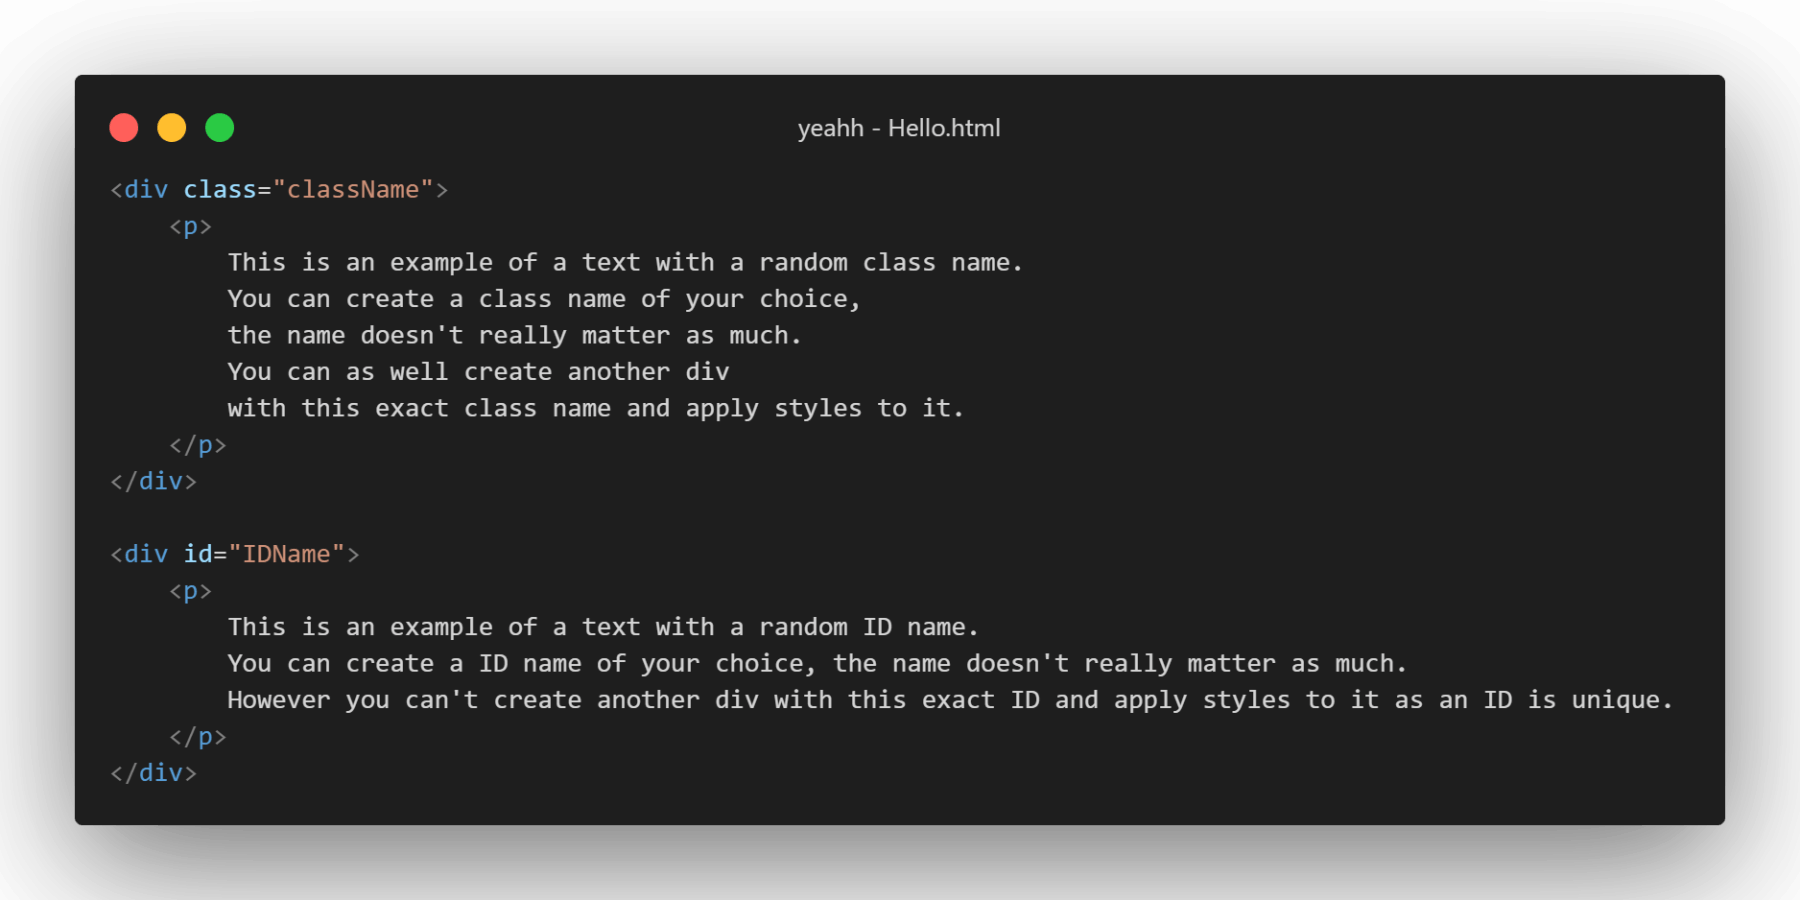 yeahh - Hello.html
<div class="className">
    <p>
        This is an example of a text with a random class name.
        You can create a class name of your choice,
        the name doesn't really matter as much.
        You can as well create another div
        with this exact class name and apply styles to it.
    </p>
</div>

<div id="IDName">
    <p>
        This is an example of a text with a random ID name.
        You can create a ID name of your choice, the name doesn't really matter as much.
        However you can't create another div with this exact ID and apply styles to it as an ID is unique.
    </p>
</div>